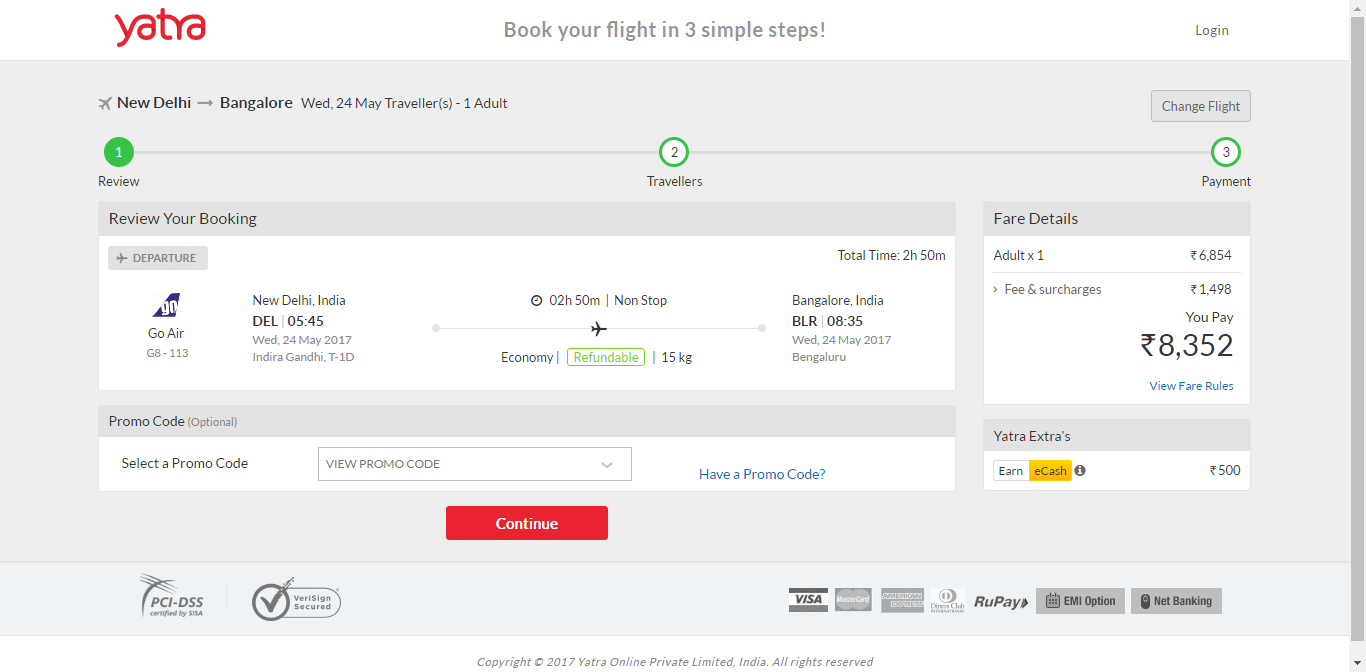 yatra
Book your flight in 3 simple steps!
Login
New Delhi → Bangalore Wed, 24 May Traveller(s) - 1 Adult
Change Flight
1
2
3
Review
Travellers
Payment
Review Your Booking
DEPARTURE
Total Time: 2h 50m
go
Go Air
G8 - 113
New Delhi, India
DEL | 05:45
Wed, 24 May 2017
Indira Gandhi, T-1D
02h 50m | Non Stop
Economy | Refundable | 15 kg
Bangalore, India
BLR | 08:35
Wed, 24 May 2017
Bengaluru
Fare Details
Adult x 1 ₹6,854
› Fee & surcharges ₹1,498
You Pay
₹8,352
View Fare Rules
Promo Code (Optional)
Select a Promo Code
VIEW PROMO CODE
Have a Promo Code?
Yatra Extra's
Earn eCash ₹500
Continue
PCI-DSS
certified by SISA
VeriSign
Secured
VISA
MasterCard
AMERICAN
EXPRESS
Diners Club
INTERNATIONAL
RuPay
EMI Option
Net Banking
Copyright © 2017 Yatra Online Private Limited, India. All rights reserved